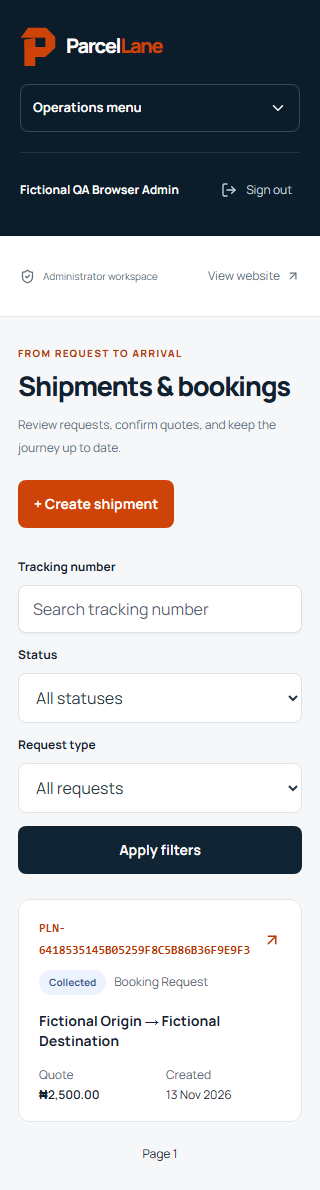 ParcelLane
Operations menu
Fictional QA Browser Admin
Sign out
Administrator workspace
View website
FROM REQUEST TO ARRIVAL
Shipments & bookings
Review requests, confirm quotes, and keep the
journey up to date.
+ Create shipment
Tracking number
Search tracking number
Status
All statuses
Request type
All requests
Apply filters
PLN-
6418535145B05259F8C5B86B36F9E9F3
Collected
Booking Request
Fictional Origin → Fictional
Destination
Quote
Created
₦2,500.00
13 Nov 2026
Page 1